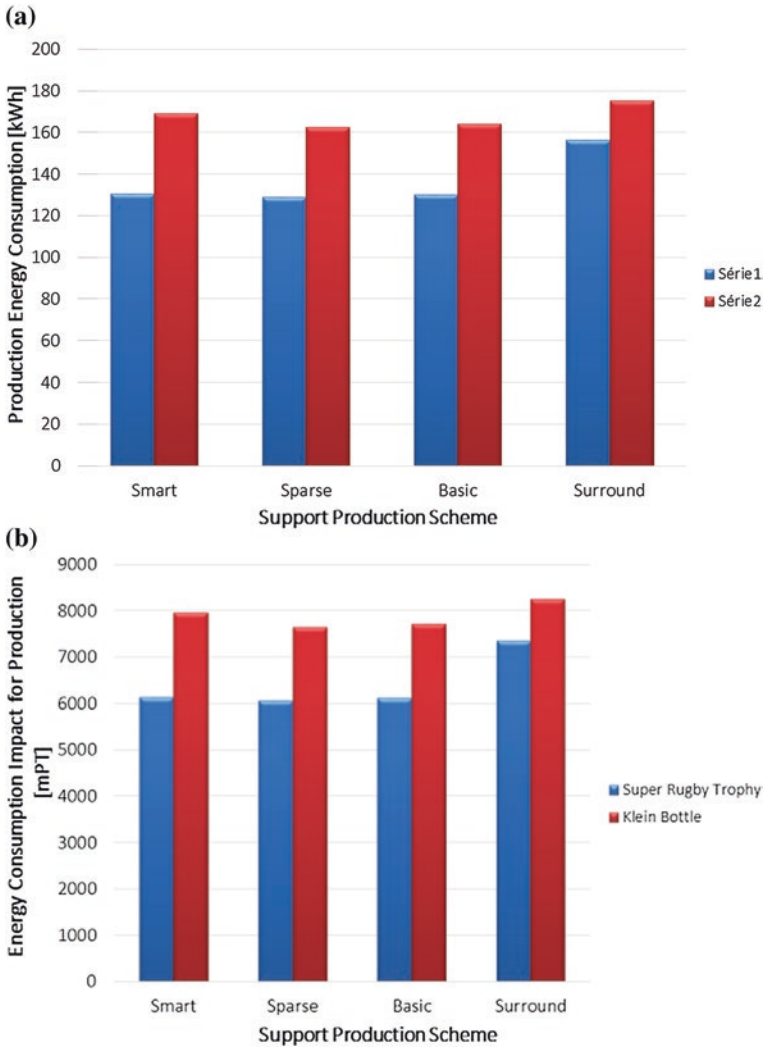 (a)
Production Energy Consumption [kWh]
200
180
160
140
120
100
80
60
40
20
0
Smart Sparse Basic Surround
Support Production Scheme
Série1
Série2
(b)
Energy Consumption Impact for Production
[mPT]
9000
8000
7000
6000
5000
4000
3000
2000
1000
0
Smart Sparse Basic Surround
Support Production Scheme
Super Rugby Trophy
Klein Bottle